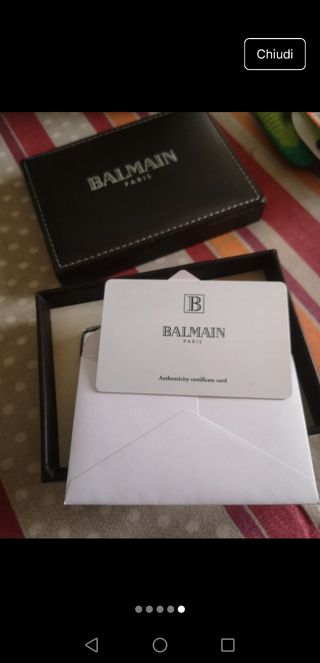 Chiudi
BALMAIN
PARIS
B
BALMAIN
PARIS
Authenticity certificate card